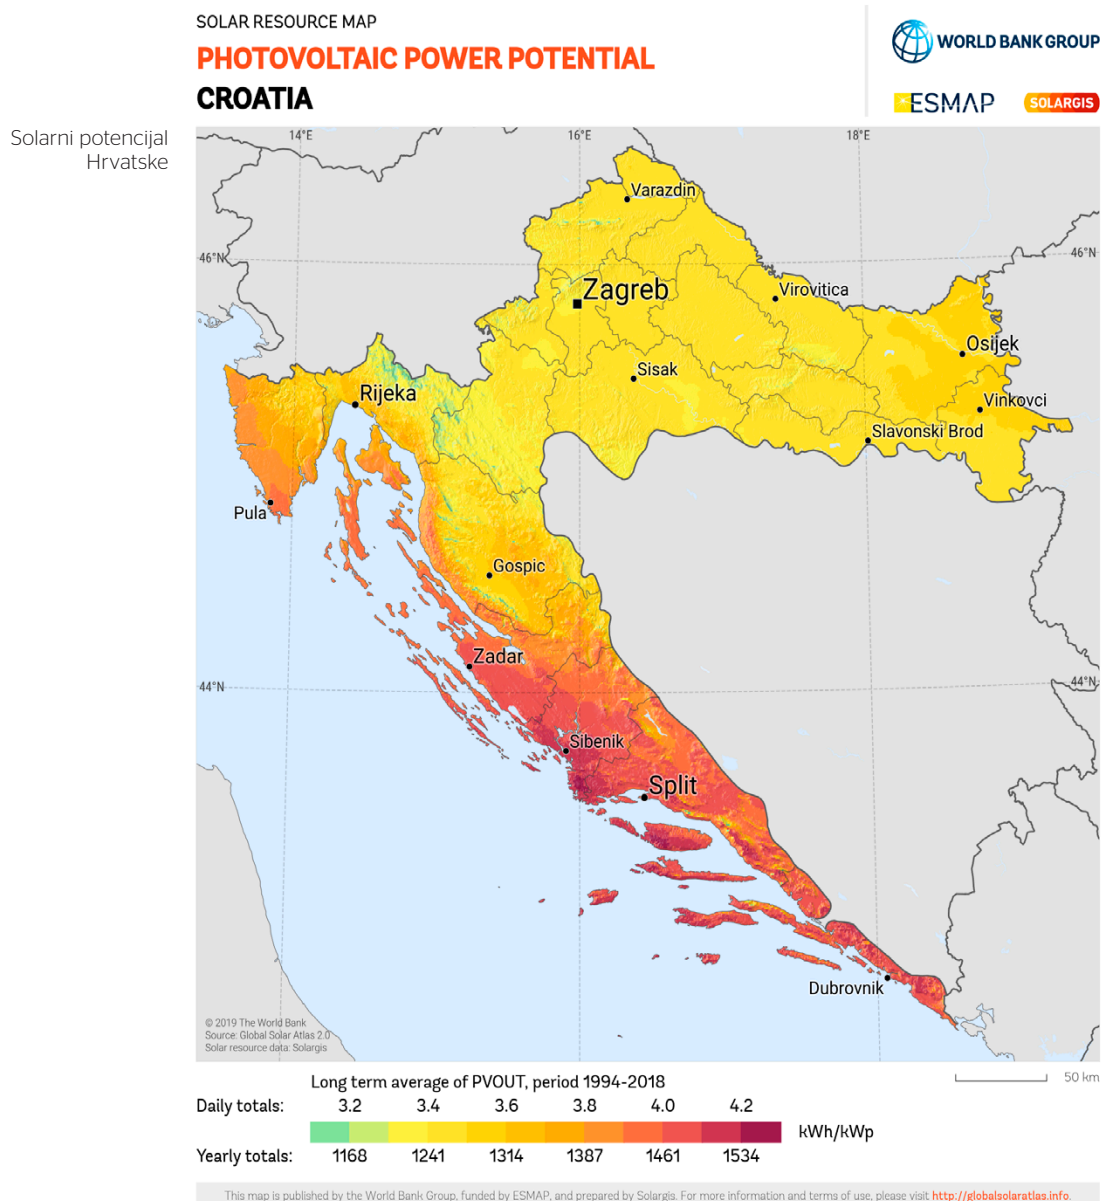 SOLAR RESOURCE MAP
PHOTOVOLTAIC POWER POTENTIAL
CROATIA
WORLD BANK GROUP
ESMAP
SOLARGIS
Solarni potencijal
Hrvatske
14°E
16°E
18°E
Varazdin
46°N
46°N
Zagreb
Virovitica
Osijek
Sisak
Rijeka
Vinkovci
Slavonski Brod
Pula
Gospic
Zadar
44°N
44°N
Sibenik
Split
Dubrovnik
© 2019 The World Bank
Source: Global Solar Atlas 2.0
Solar resource data: Solargis
Long term average of PVOUT, period 1994-2018
50 km
Daily totals: 3.2 3.4 3.6 3.8 4.0 4.2
kWh/kWp
Yearly totals: 1168 1241 1314 1387 1461 1534
This map is published by the World Bank Group, funded by ESMAP, and prepared by Solargis. For more information and terms of use, please visit http://globalsolaratlas.info.